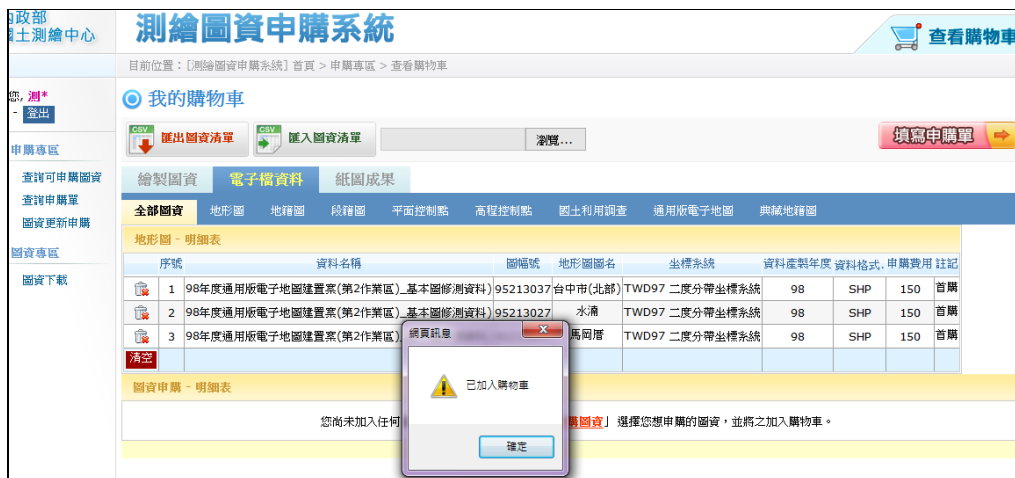 內政部
國土測繪中心
測繪圖資申購系統
查看購物車
目前位置：[測繪圖資申購系統] 首頁 > 申購專區 > 查看購物車
您, 測*
- 登出
申購專區
查詢可申購圖資
查詢申購單
圖資更新申購
圖資專區
圖資下載
我的購物車
CSV 匯出圖資清單 CSV 匯入圖資清單 瀏覽... 填寫申購單
繪製圖資 電子檔資料 紙圖成果
全部圖資 地形圖 地籍圖 段籍圖 平面控制點 高程控制點 國土利用調查 通用版電子地圖 典藏地籍圖
地形圖 - 明細表
序號 資料名稱 圖幅號 地形圖圖名 坐標系統 資料產製年度 資料格式. 申購費用 註記
1 98年度通用版電子地圖建置案(第2作業區)_基本圖修測資料) 95213037 台中市(北部) TWD97 二度分帶坐標系統 98 SHP 150 首購
2 98年度通用版電子地圖建置案(第2作業區)_基本圖修測資料) 95213027 水湳 TWD97 二度分帶坐標系統 98 SHP 150 首購
3 98年度通用版電子地圖建置 馬岡厝 TWD97 二度分帶坐標系統 98 SHP 150 首購
清空
網頁訊息
已加入購物車
確定
圖資申購 - 明細表
您尚未加入任何 購圖資」選擇您想申購的圖資，並將之加入購物車。